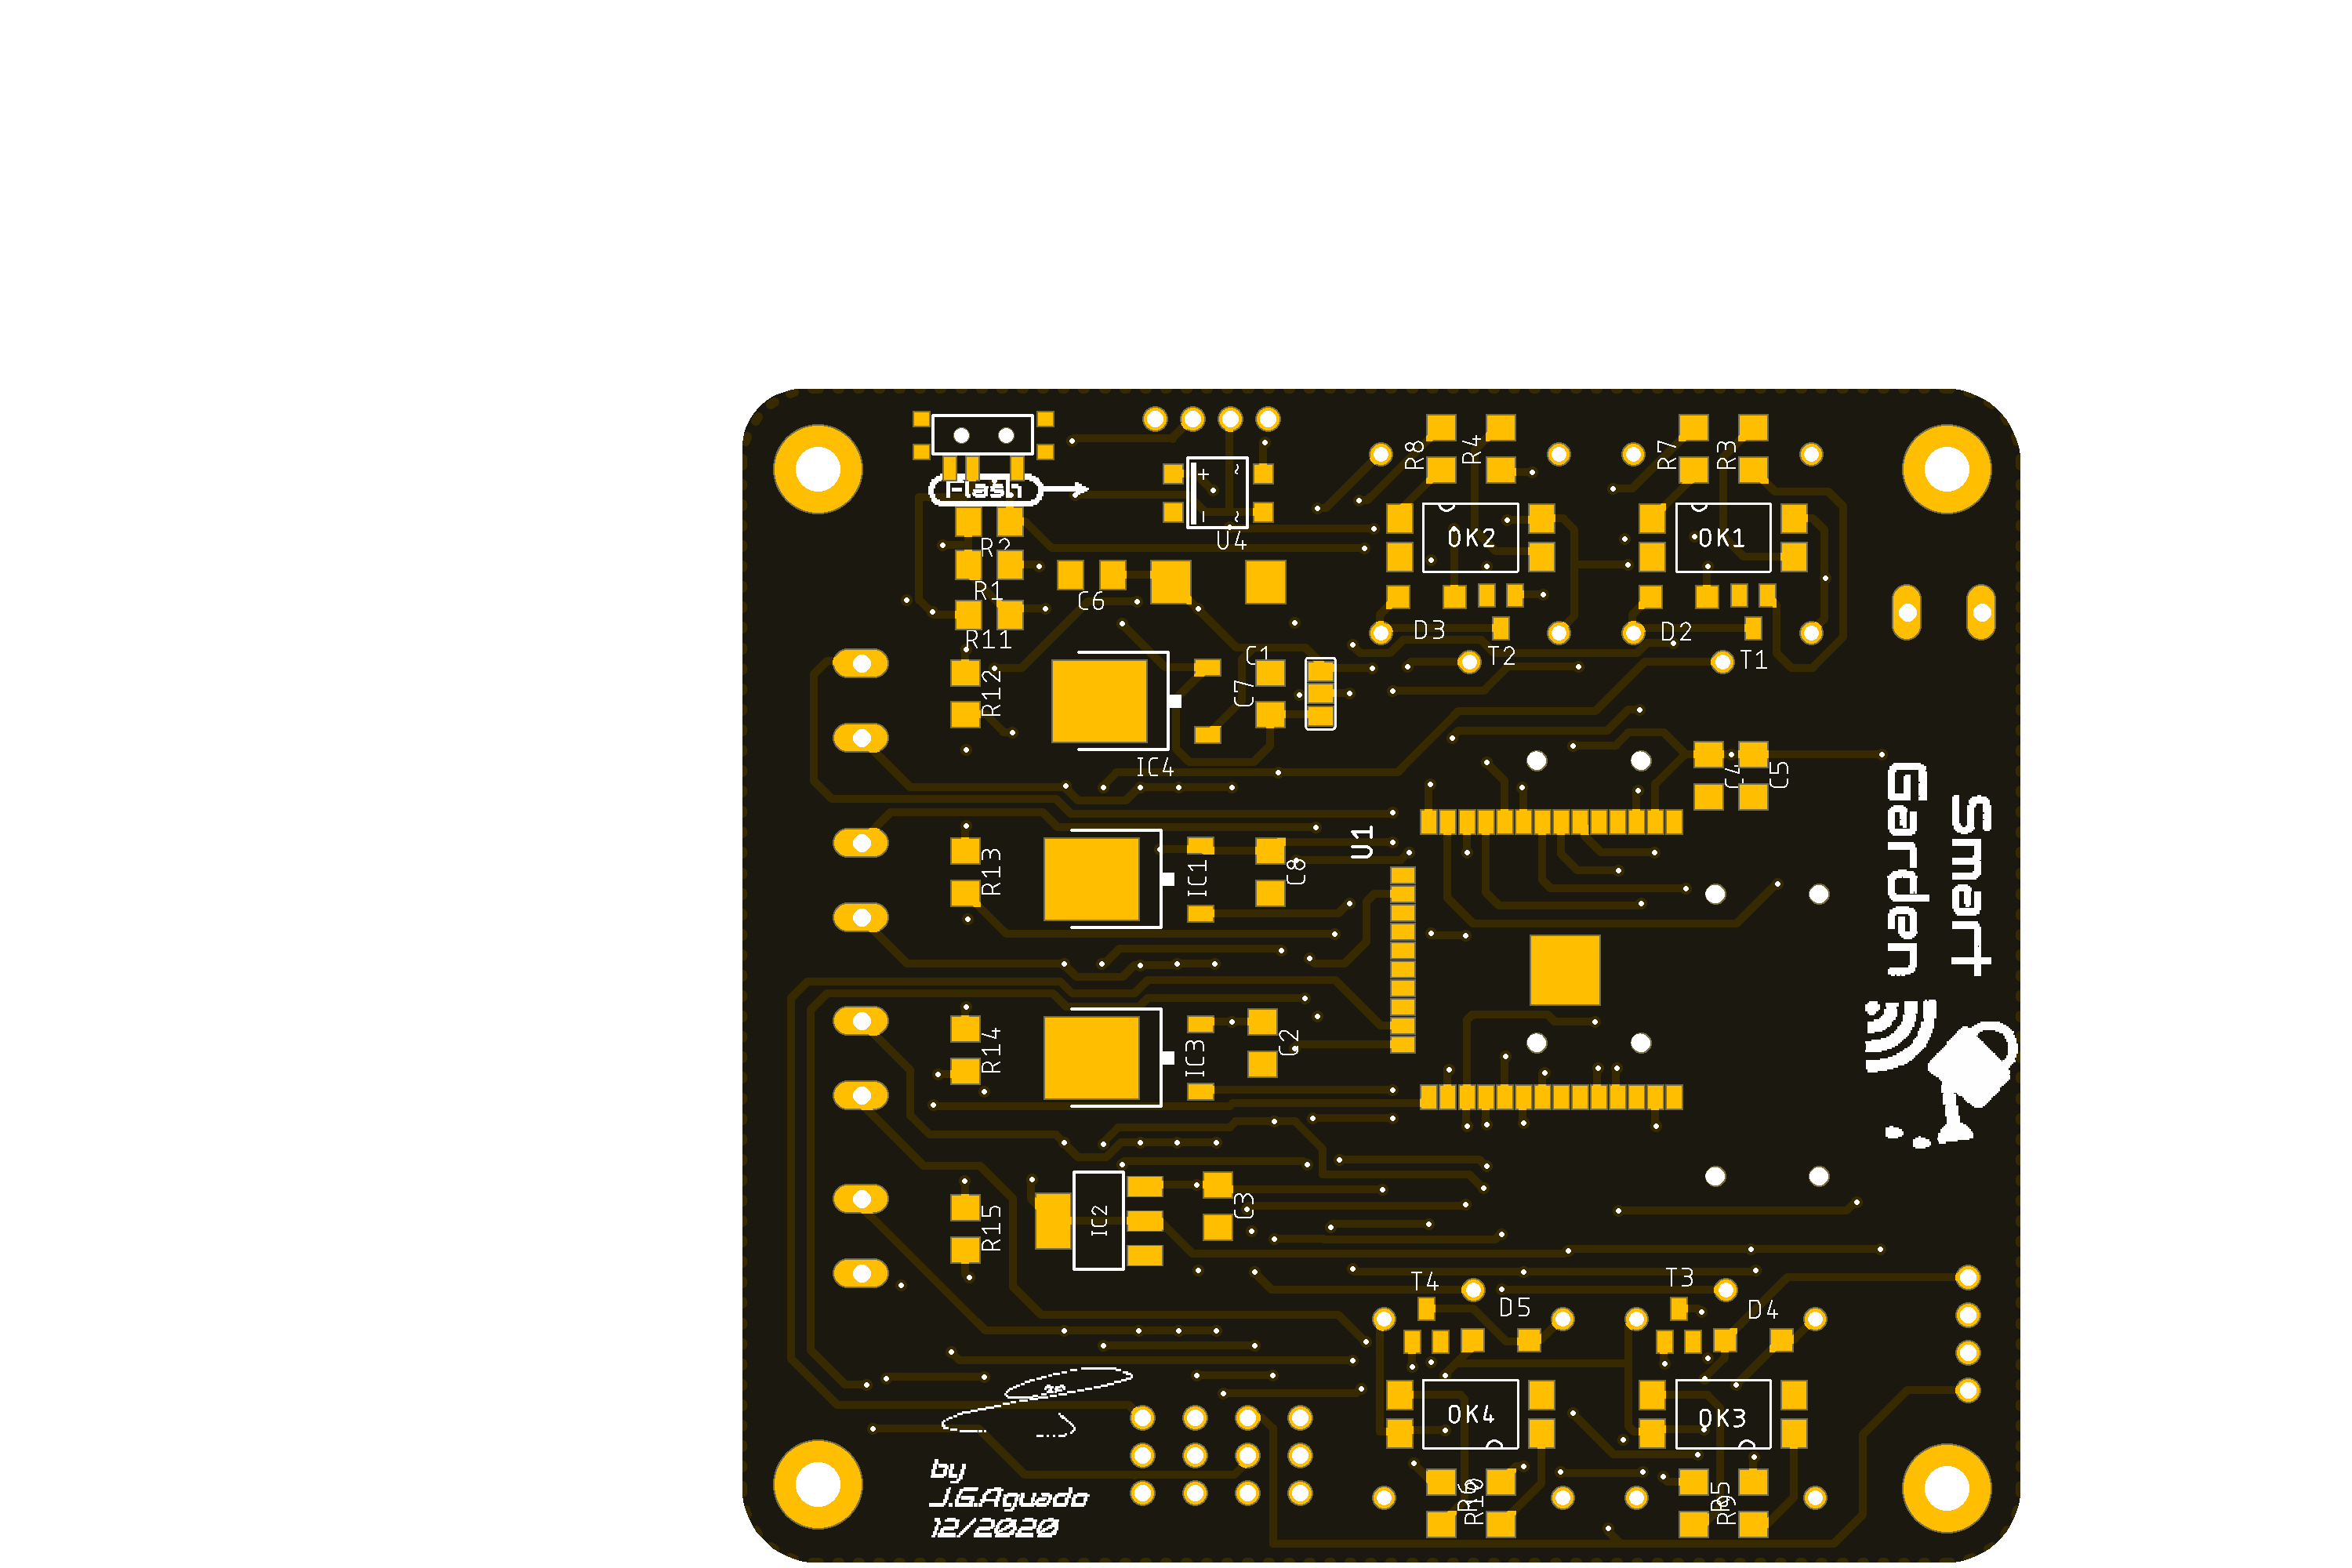 Flash
R8
R4
R7
R3
R2
U4
OK2
OK1
R1
C6
R11
D3
D2
T2
T1
C1
R12
C7
IC4
C4
C5
U1
R13
IC1
C8
Smart
Garden
R14
IC3
C2
R15
IC2
C3
T4
D5
T3
D4
OK4
OK3
by
J.G.Aguado
12/2020
R6
R10
R5
R9